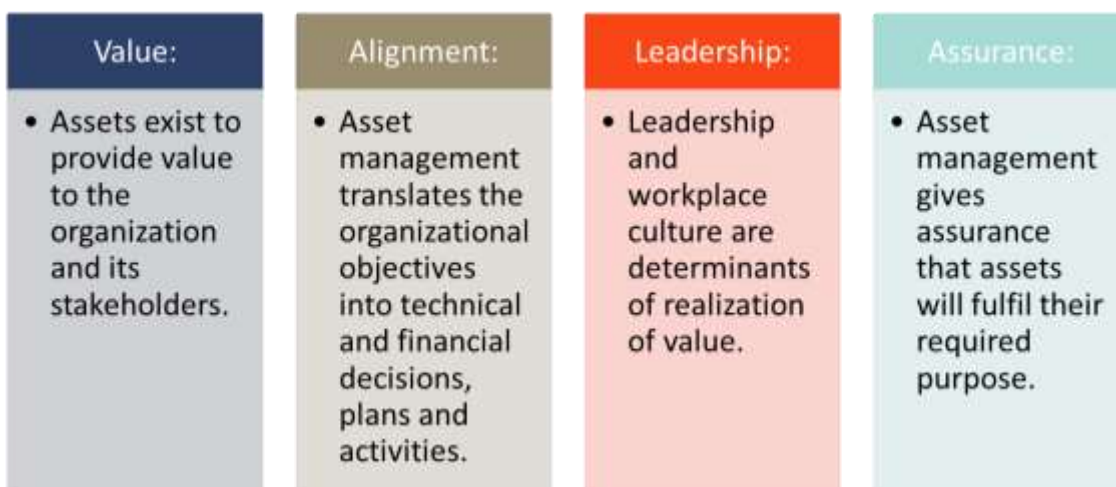 Value:
• Assets exist to
provide value
to the
organization
and its
stakeholders.
Alignment:
• Asset
management
translates the
organizational
objectives
into technical
and financial
decisions,
plans and
activities.
Leadership:
• Leadership
and
workplace
culture are
determinants
of realization
of value.
Assurance:
• Asset
management
gives
assurance
that assets
will fulfil their
required
purpose.